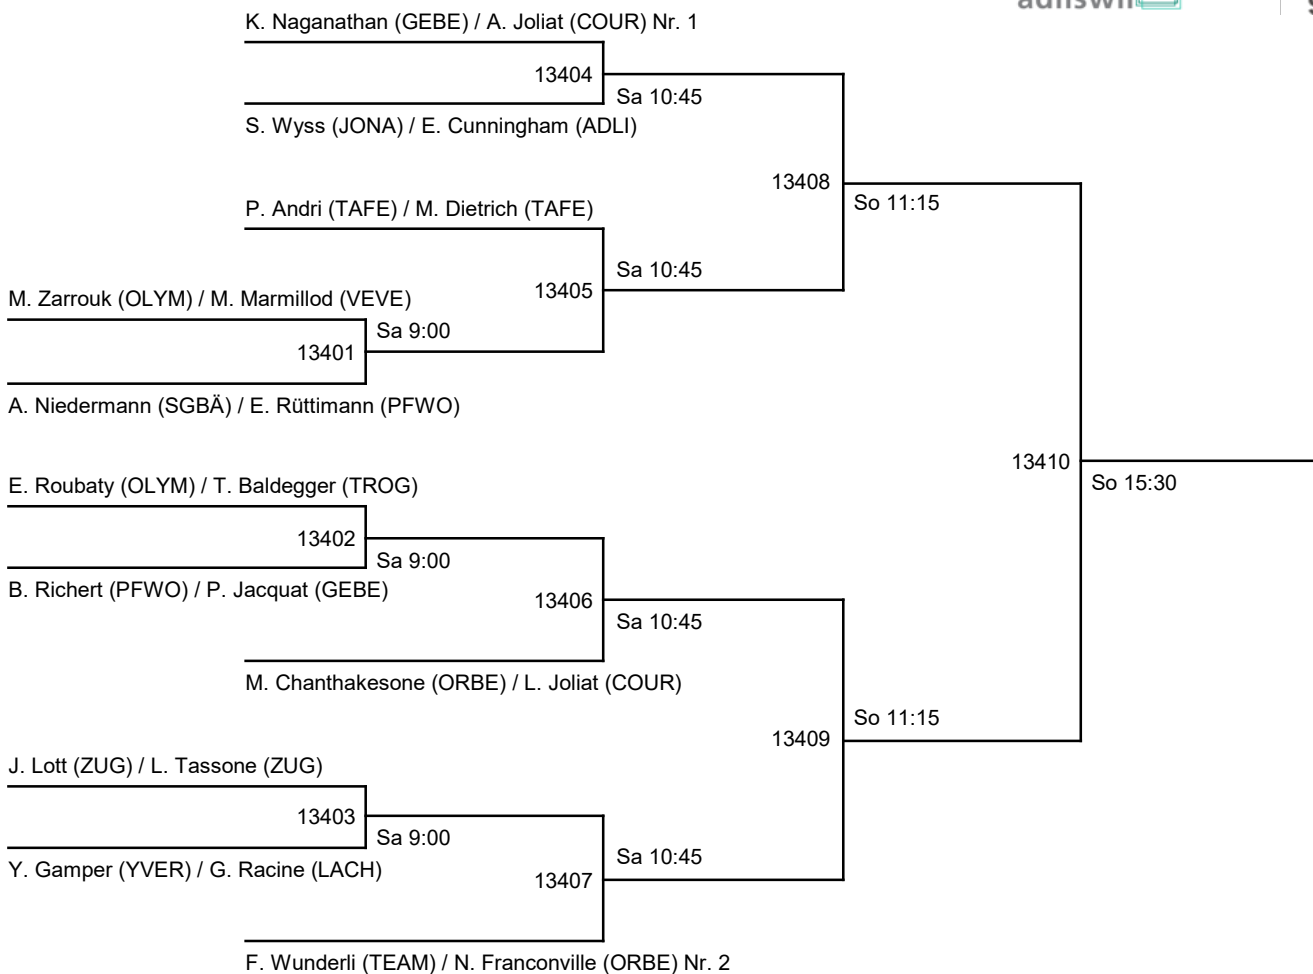 adliswil
K. Naganathan (GEBE) / A. Joliat (COUR) Nr. 1
13404
Sa 10:45
S. Wyss (JONA) / E. Cunningham (ADLI)
13408
So 11:15
P. Andri (TAFE) / M. Dietrich (TAFE)
Sa 10:45
13405
M. Zarrouk (OLYM) / M. Marmillod (VEVE)
Sa 9:00
13401
A. Niedermann (SGBÄ) / E. Rüttimann (PFWO)
13410
So 15:30
E. Roubaty (OLYM) / T. Baldegger (TROG)
13402
Sa 9:00
B. Richert (PFWO) / P. Jacquat (GEBE)
13406
Sa 10:45
M. Chanthakesone (ORBE) / L. Joliat (COUR)
So 11:15
13409
J. Lott (ZUG) / L. Tassone (ZUG)
13403
Sa 9:00
Y. Gamper (YVER) / G. Racine (LACH)
Sa 10:45
13407
F. Wunderli (TEAM) / N. Franconville (ORBE) Nr. 2